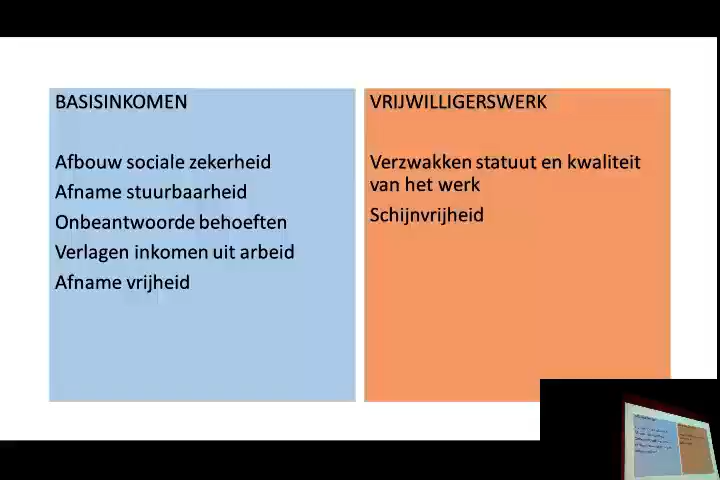 BASISINKOMEN
Afbouw sociale zekerheid
Afname stuurbaarheid
Onbeantwoorde behoeften
Verlagen inkomen uit arbeid
Afname vrijheid
VRIJWILLIGERSWERK
Verzwakken statuut en kwaliteit
van het werk
Schijnvrijheid